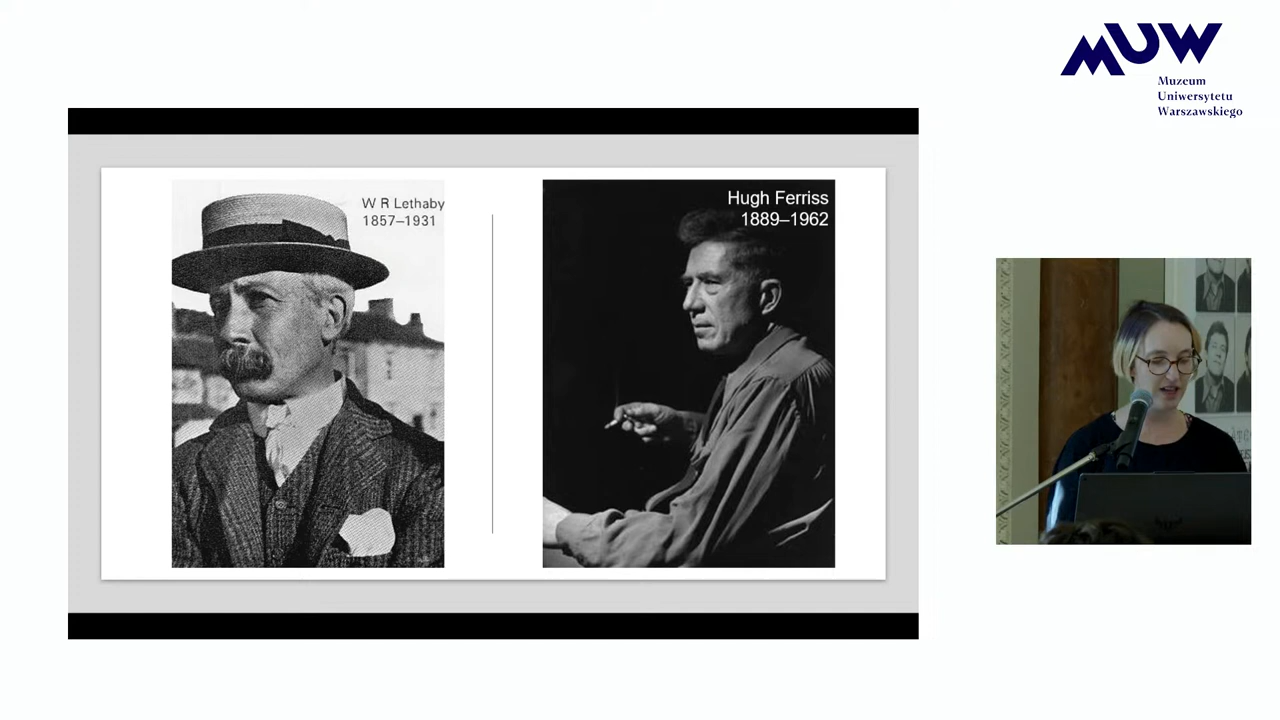 MUW
Muzeum
Uniwersytetu
Warszawskiego
W R Lethaby
1857–1931
Hugh Ferriss
1889–1962